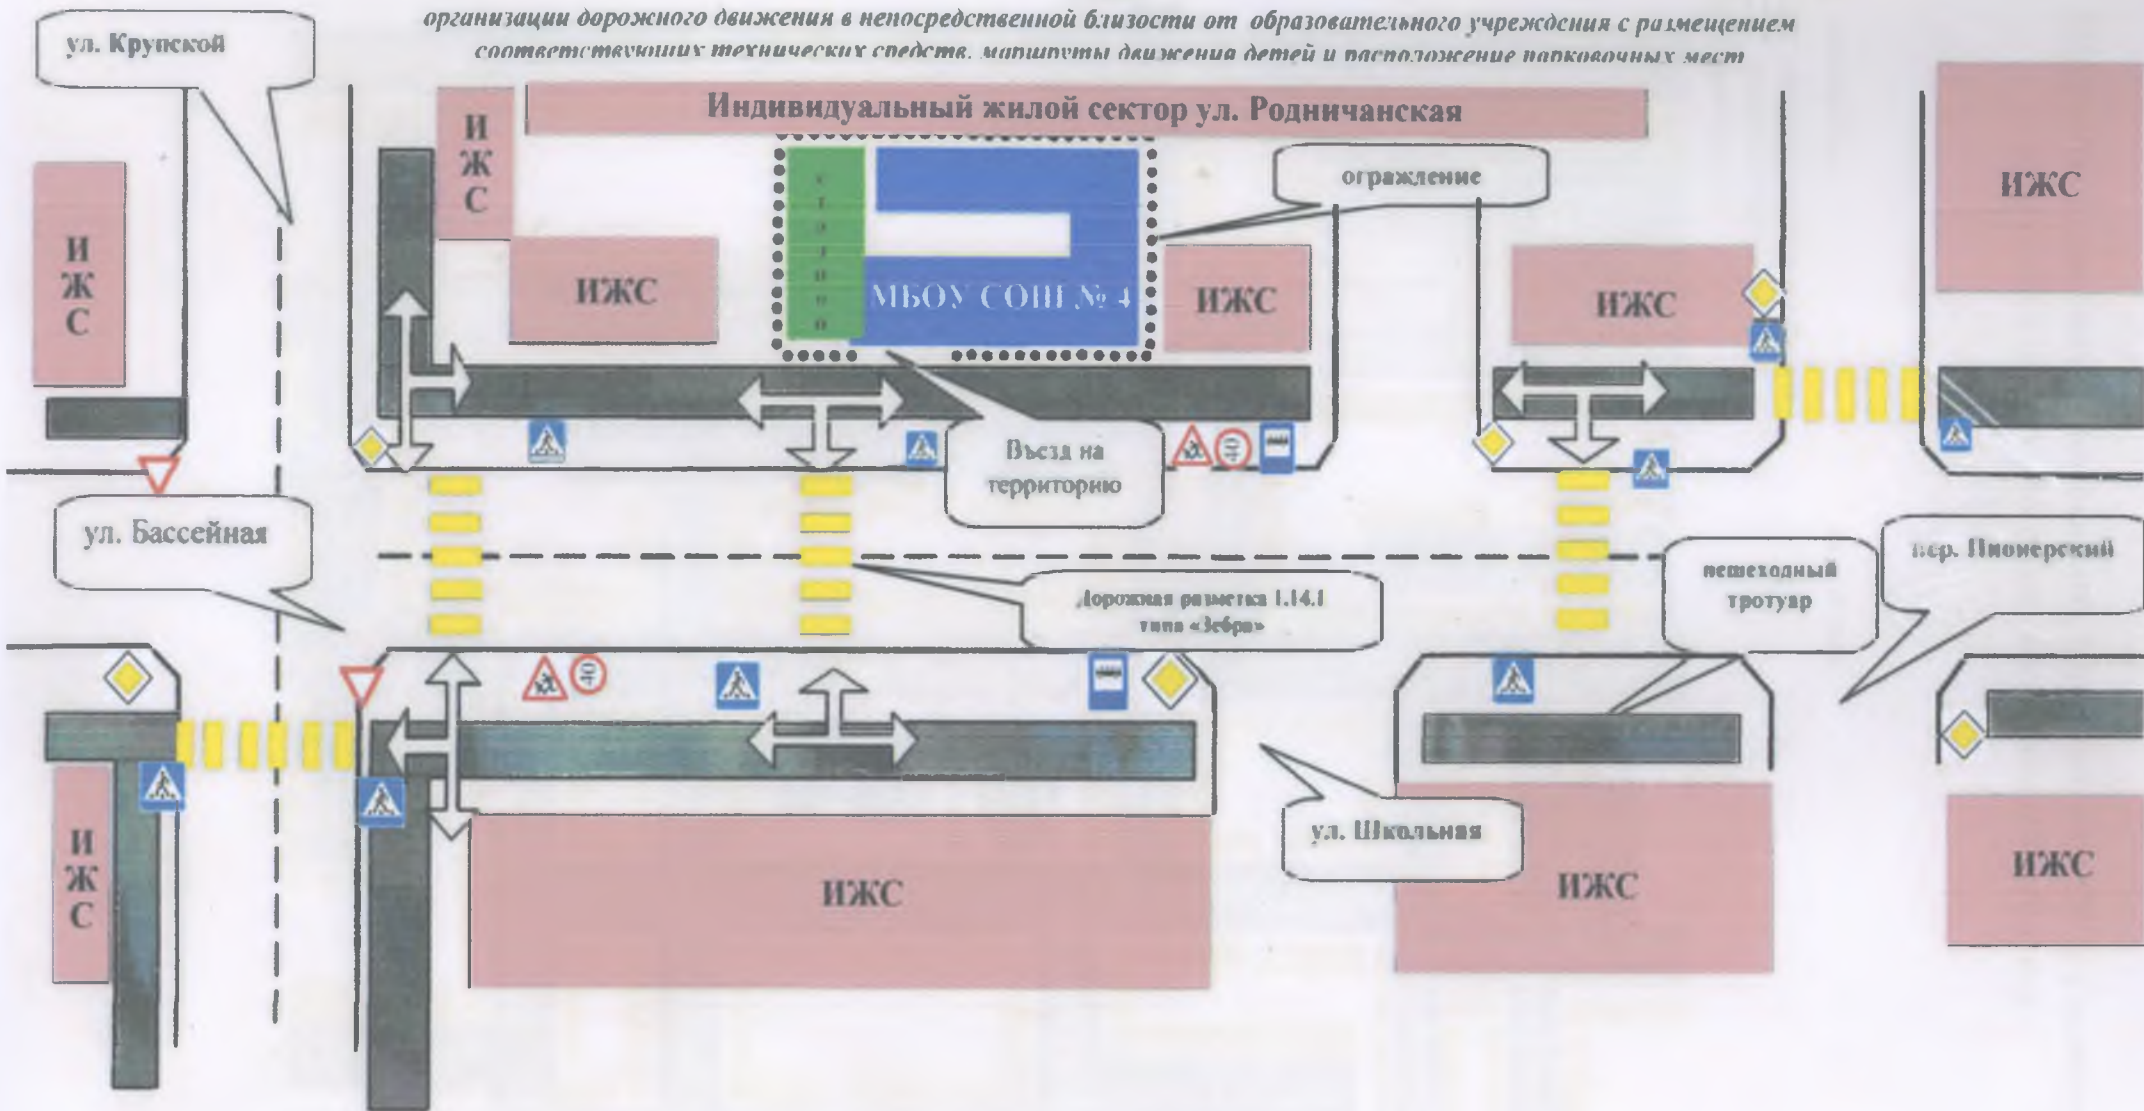 организации дорожного движения в непосредственной близости от образовательного учреждения с размещением
соответствующих технических средств, маршруты движения детей и расположение парковочных мест
ул. Крупской
Индивидуальный жилой сектор ул. Родничанская
И
Ж
С
ограждение
ИЖС
И
Ж
С
ИЖС
МБОУ СОШ № 4
ИЖС
ИЖС
Въезд на
территорию
40
ул. Бассейная
пер. Пионерский
пешеходный
тротуар
Дорожная разметка 1.14.1
типа «Зебра»
40
ул. Школьная
И
Ж
С
ИЖС
ИЖС
ИЖС